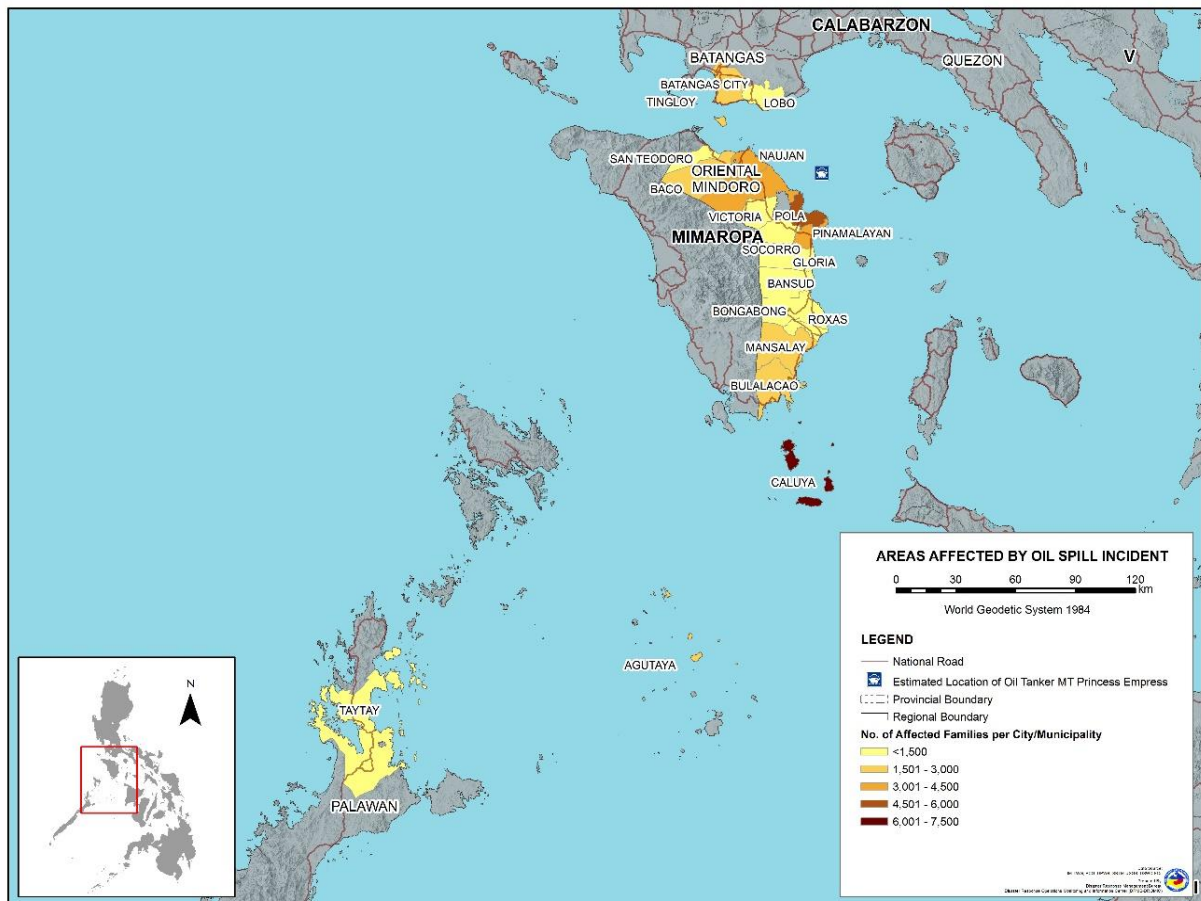 CALABARZON
BATANGAS
QUEZON
V
BATANGAS CITY
TINGLOY
LOBO
SAN TEODORO
NAUJAN
ORIENTAL
MINDORO
BACO
VICTORIA
POLA
MIMAROPA
PINAMALAYAN
SOCORRO
GLORIA
BANSUD
BONGABONG
ROXAS
MANSALAY
BULALACAO
CALUYA
AGUTAYA
TAYTAY
PALAWAN
N
AREAS AFFECTED BY OIL SPILL INCIDENT
0 30 60 90 120
km
World Geodetic System 1984
LEGEND
National Road
Estimated Location of Oil Tanker MT Princess Empress
Provincial Boundary
Regional Boundary
No. of Affected Families per City/Municipality
<1,500
1,501 - 3,000
3,001 - 4,500
4,501 - 6,000
6,001 - 7,500
Disaster Response Management Bureau